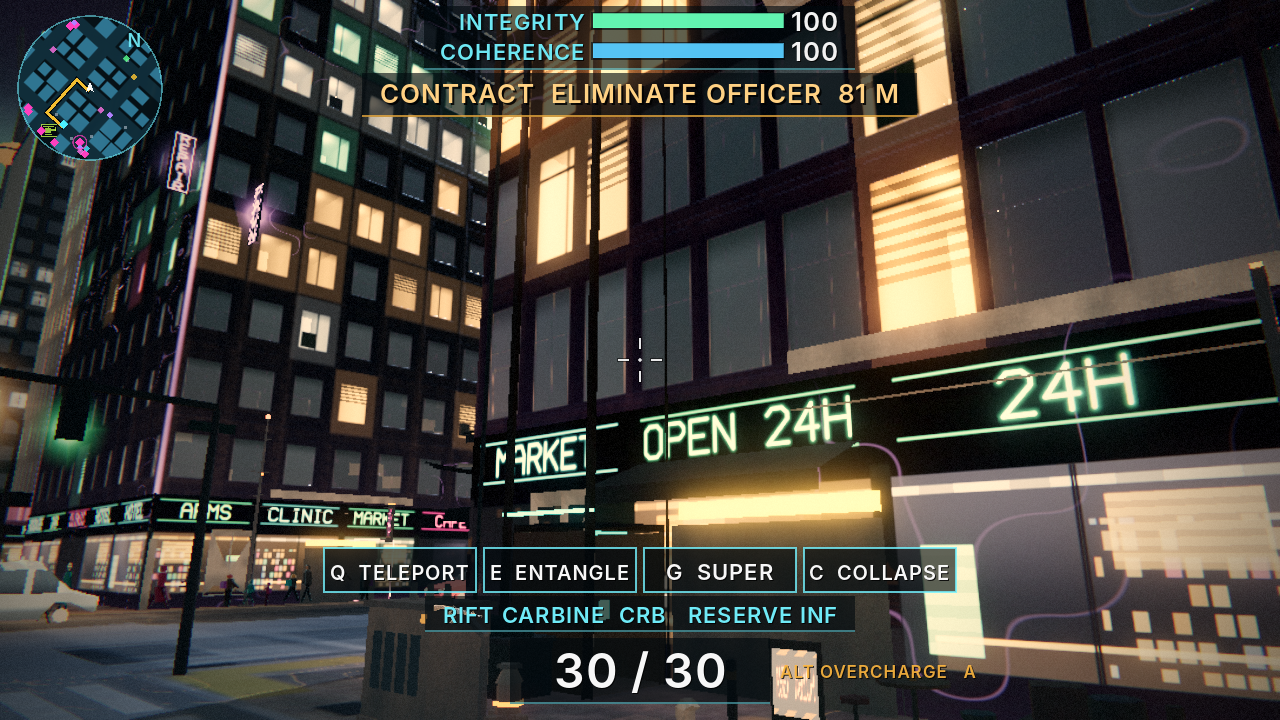 N
INTEGRITY 100
COHERENCE 100
CONTRACT ELIMINATE OFFICER 81 M
MARKET OPEN 24H 24H
ARMS CLINIC MARKET CAFE
Q TELEPORT E ENTANGLE G SUPER C COLLAPSE
RIFT CARBINE CRB RESERVE INF
30 / 30
ALT OVERCHARGE A